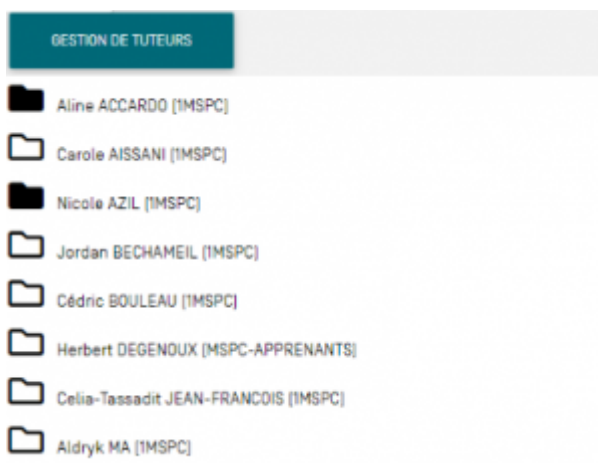 GESTION DE TUTEURS
Aline ACCARDO [1MSPC]
Carole AISSANI [1MSPC]
Nicole AZIL [1MSPC]
Jordan BECHAMEIL [1MSPC]
Cédric BOULEAU [1MSPC]
Herbert DEGENOUX [MSPC-APPRENANTS]
Celia-Tassadit JEAN-FRANCOIS [1MSPC]
Aldryk MA [1MSPC]